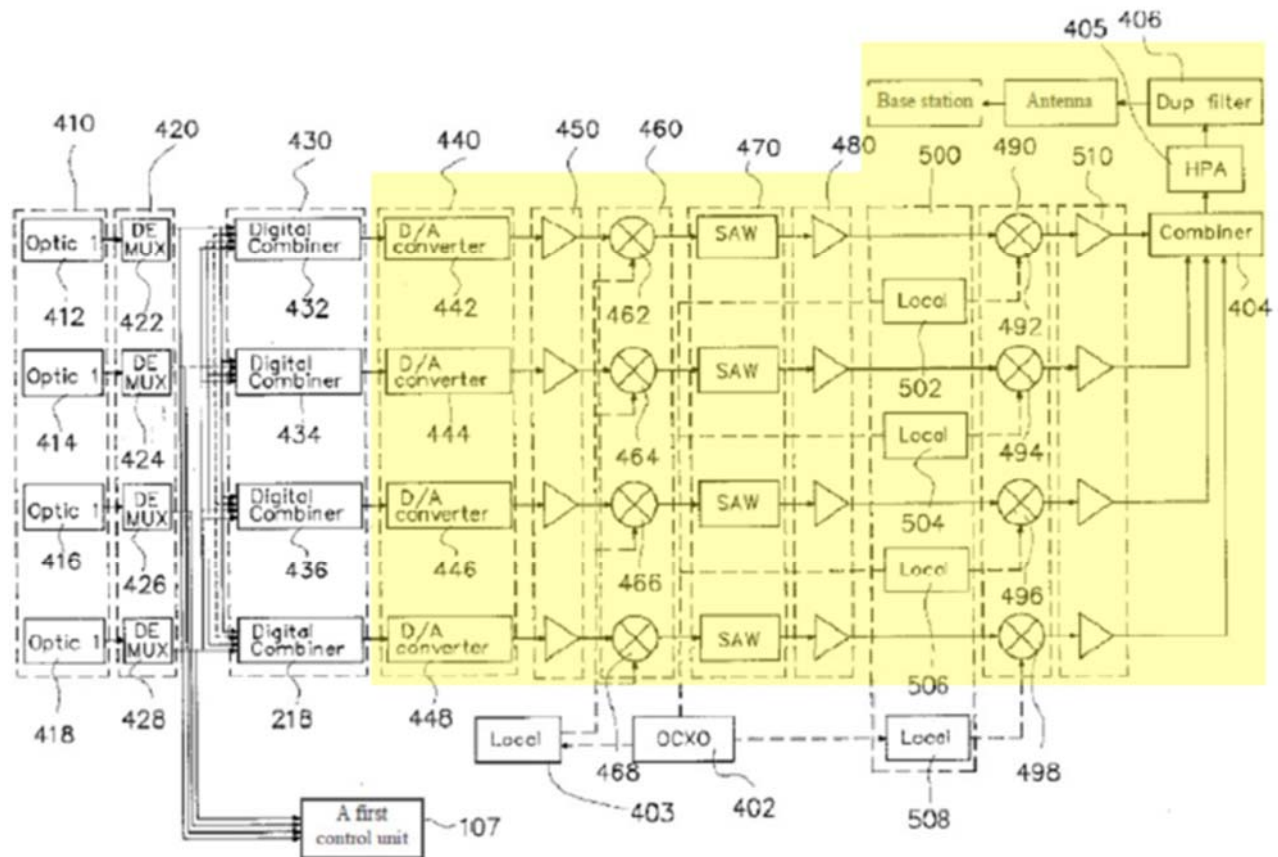 406
405
Base station
Antenna
Dup filter
410
420
430
440
450
460
470
480
500
490
510
HPA
Optic 1
DE
MUX
Digital
Combiner
D/A
converter
SAW
Combiner
412
422
432
442
462
Local
492
404
502
Optic 1
DE
MUX
Digital
Combiner
D/A
converter
SAW
414
424
434
444
464
Local
494
504
Optic 1
DE
MUX
Digital
Combiner
D/A
converter
SAW
416
426
436
446
466
Local
496
506
Optic 1
DE
MUX
Digital
Combiner
D/A
converter
SAW
418
428
218
448
468
Local
OCXO
Local
498
403
402
508
A first
control unit
107